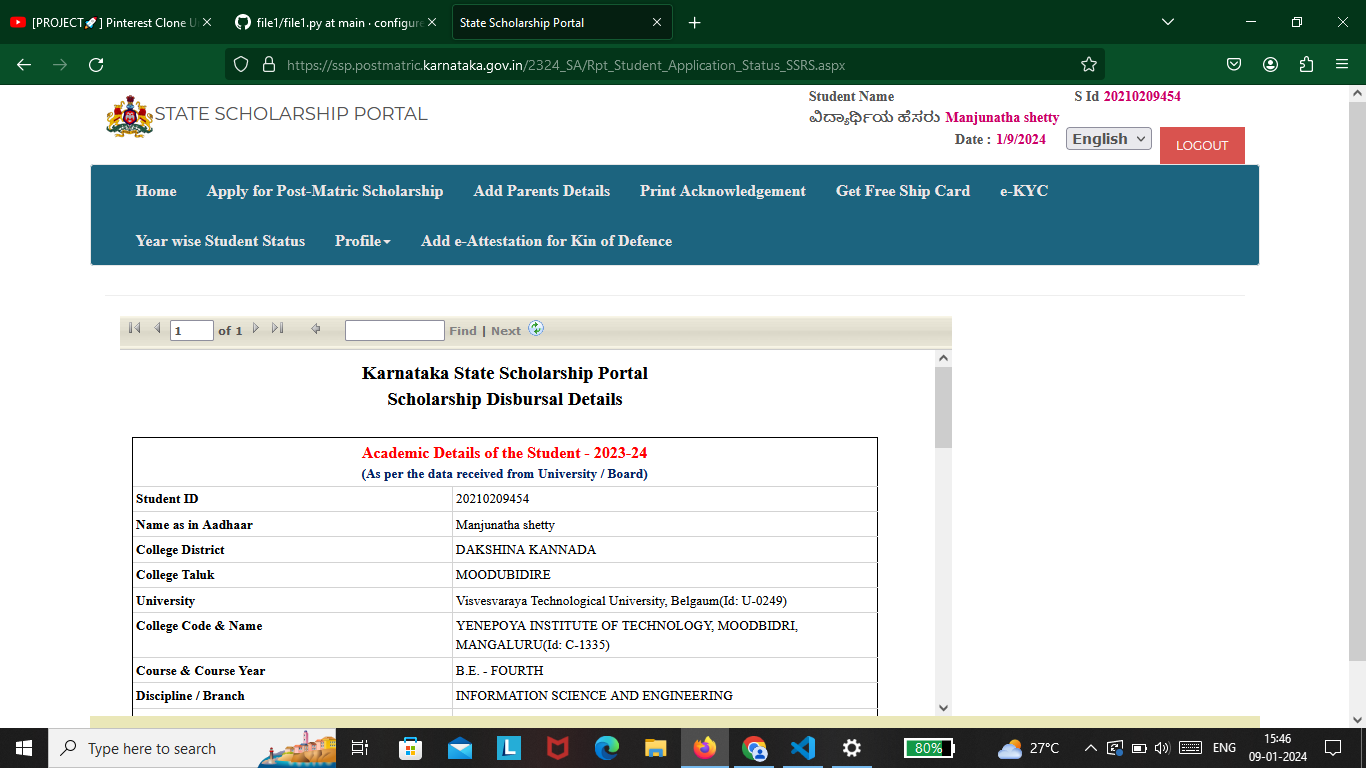 [PROJECT🚀] Pinterest Clone U
file1/file1.py at main · configure
State Scholarship Portal
https://ssp.postmatric.karnataka.gov.in/2324_SA/Rpt_Student_Application_Status_SSRS.aspx
STATE SCHOLARSHIP PORTAL
Student Name
S Id 20210209454
ವಿದ್ಯಾರ್ಥಿಯ ಹೆಸರು Manjunatha shetty
Date : 1/9/2024
English
LOGOUT
Home Apply for Post-Matric Scholarship Add Parents Details Print Acknowledgement Get Free Ship Card e-KYC
Year wise Student Status Profile Add e-Attestation for Kin of Defence
1 of 1 Find | Next
Karnataka State Scholarship Portal
Scholarship Disbursal Details
Academic Details of the Student - 2023-24
(As per the data received from University / Board)
Student ID 20210209454
Name as in Aadhaar Manjunatha shetty
College District DAKSHINA KANNADA
College Taluk MOODUBIDIRE
University Visvesvaraya Technological University, Belgaum(Id: U-0249)
College Code & Name YENEPOYA INSTITUTE OF TECHNOLOGY, MOODBIDRI,
MANGALURU(Id: C-1335)
Course & Course Year B.E. - FOURTH
Discipline / Branch INFORMATION SCIENCE AND ENGINEERING
Type here to search
L
80%
27°C
ENG
15:46
09-01-2024